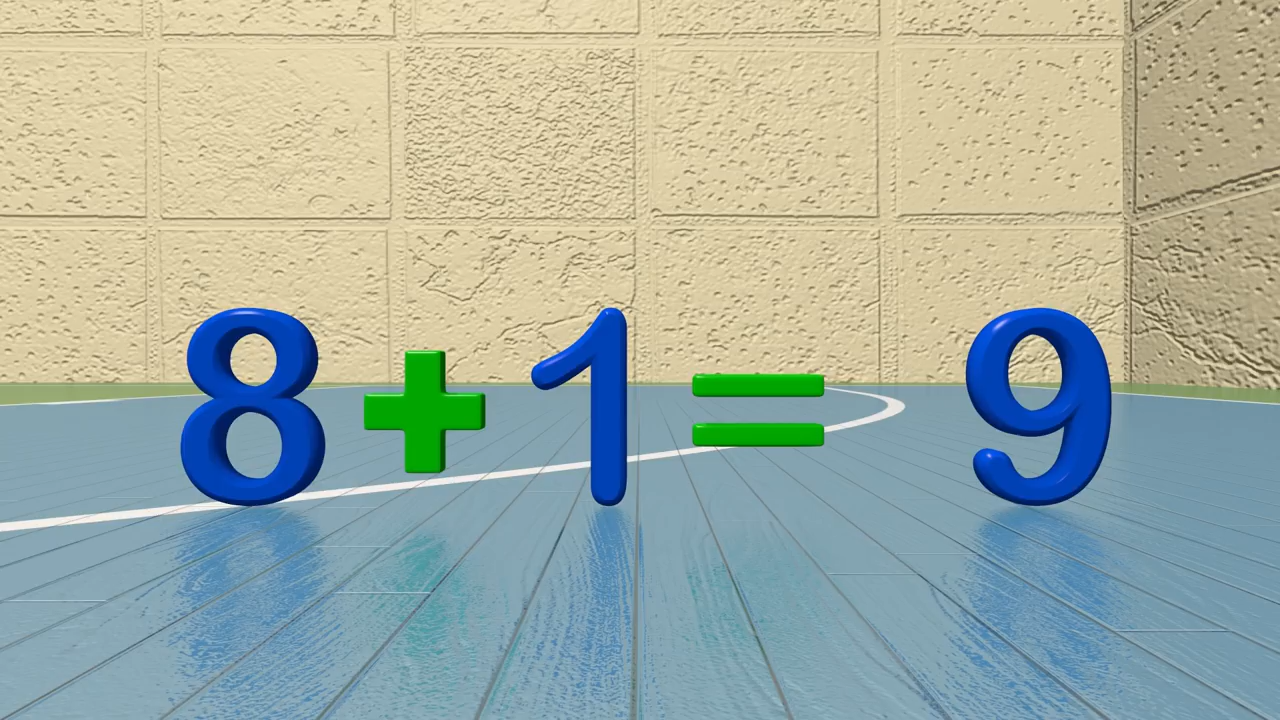 8 + 1 = 9